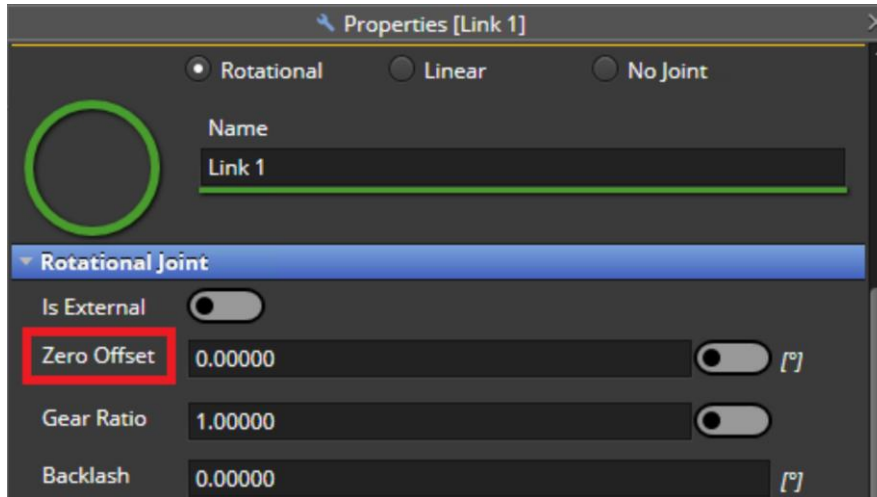 Properties [Link 1]
Rotational Linear No Joint
Name
Link 1
Rotational Joint
Is External
Zero Offset 0.00000 [°]
Gear Ratio 1.00000
Backlash 0.00000 [°]